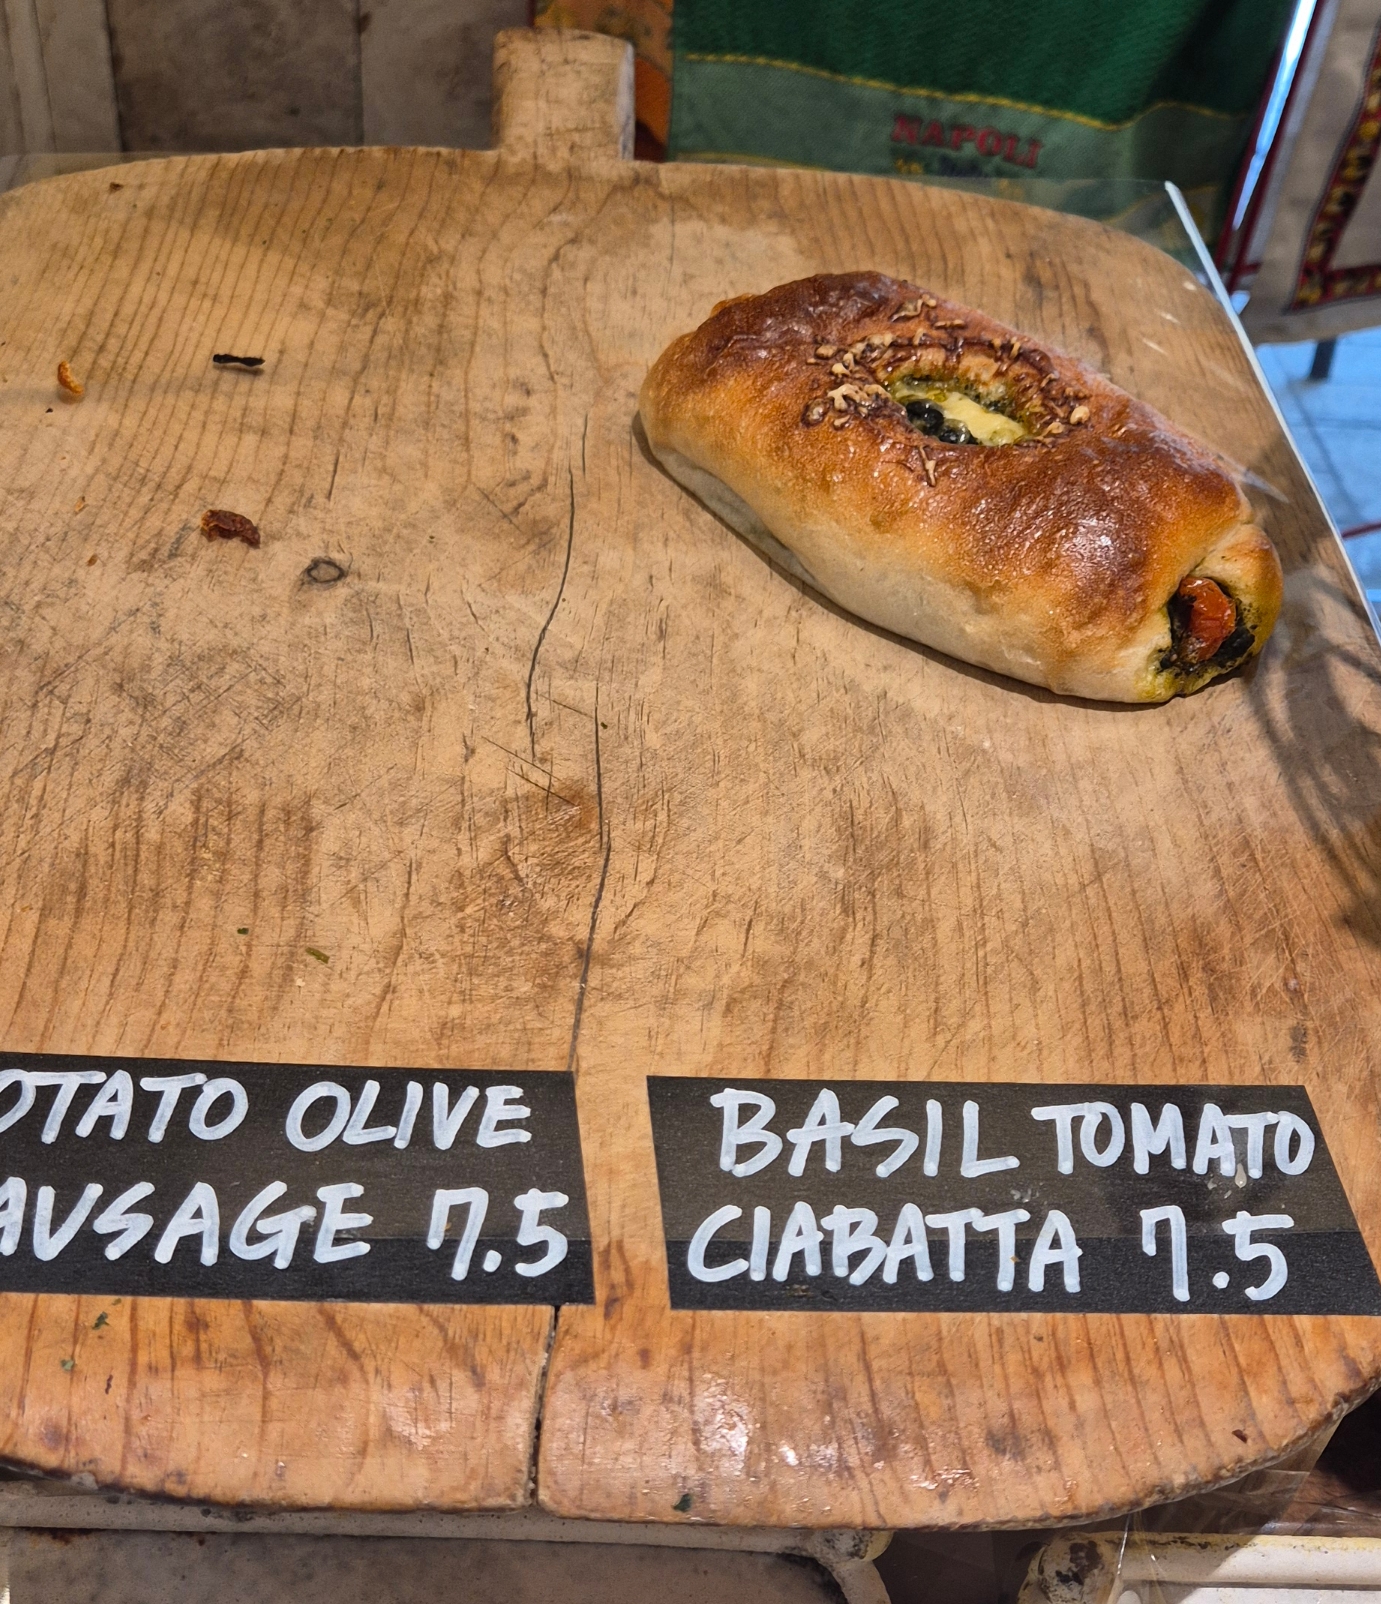 NAPOLI
OTATO OLIVE
AUSAGE 7.5
BASIL TOMATO
CIABATTA 7.5